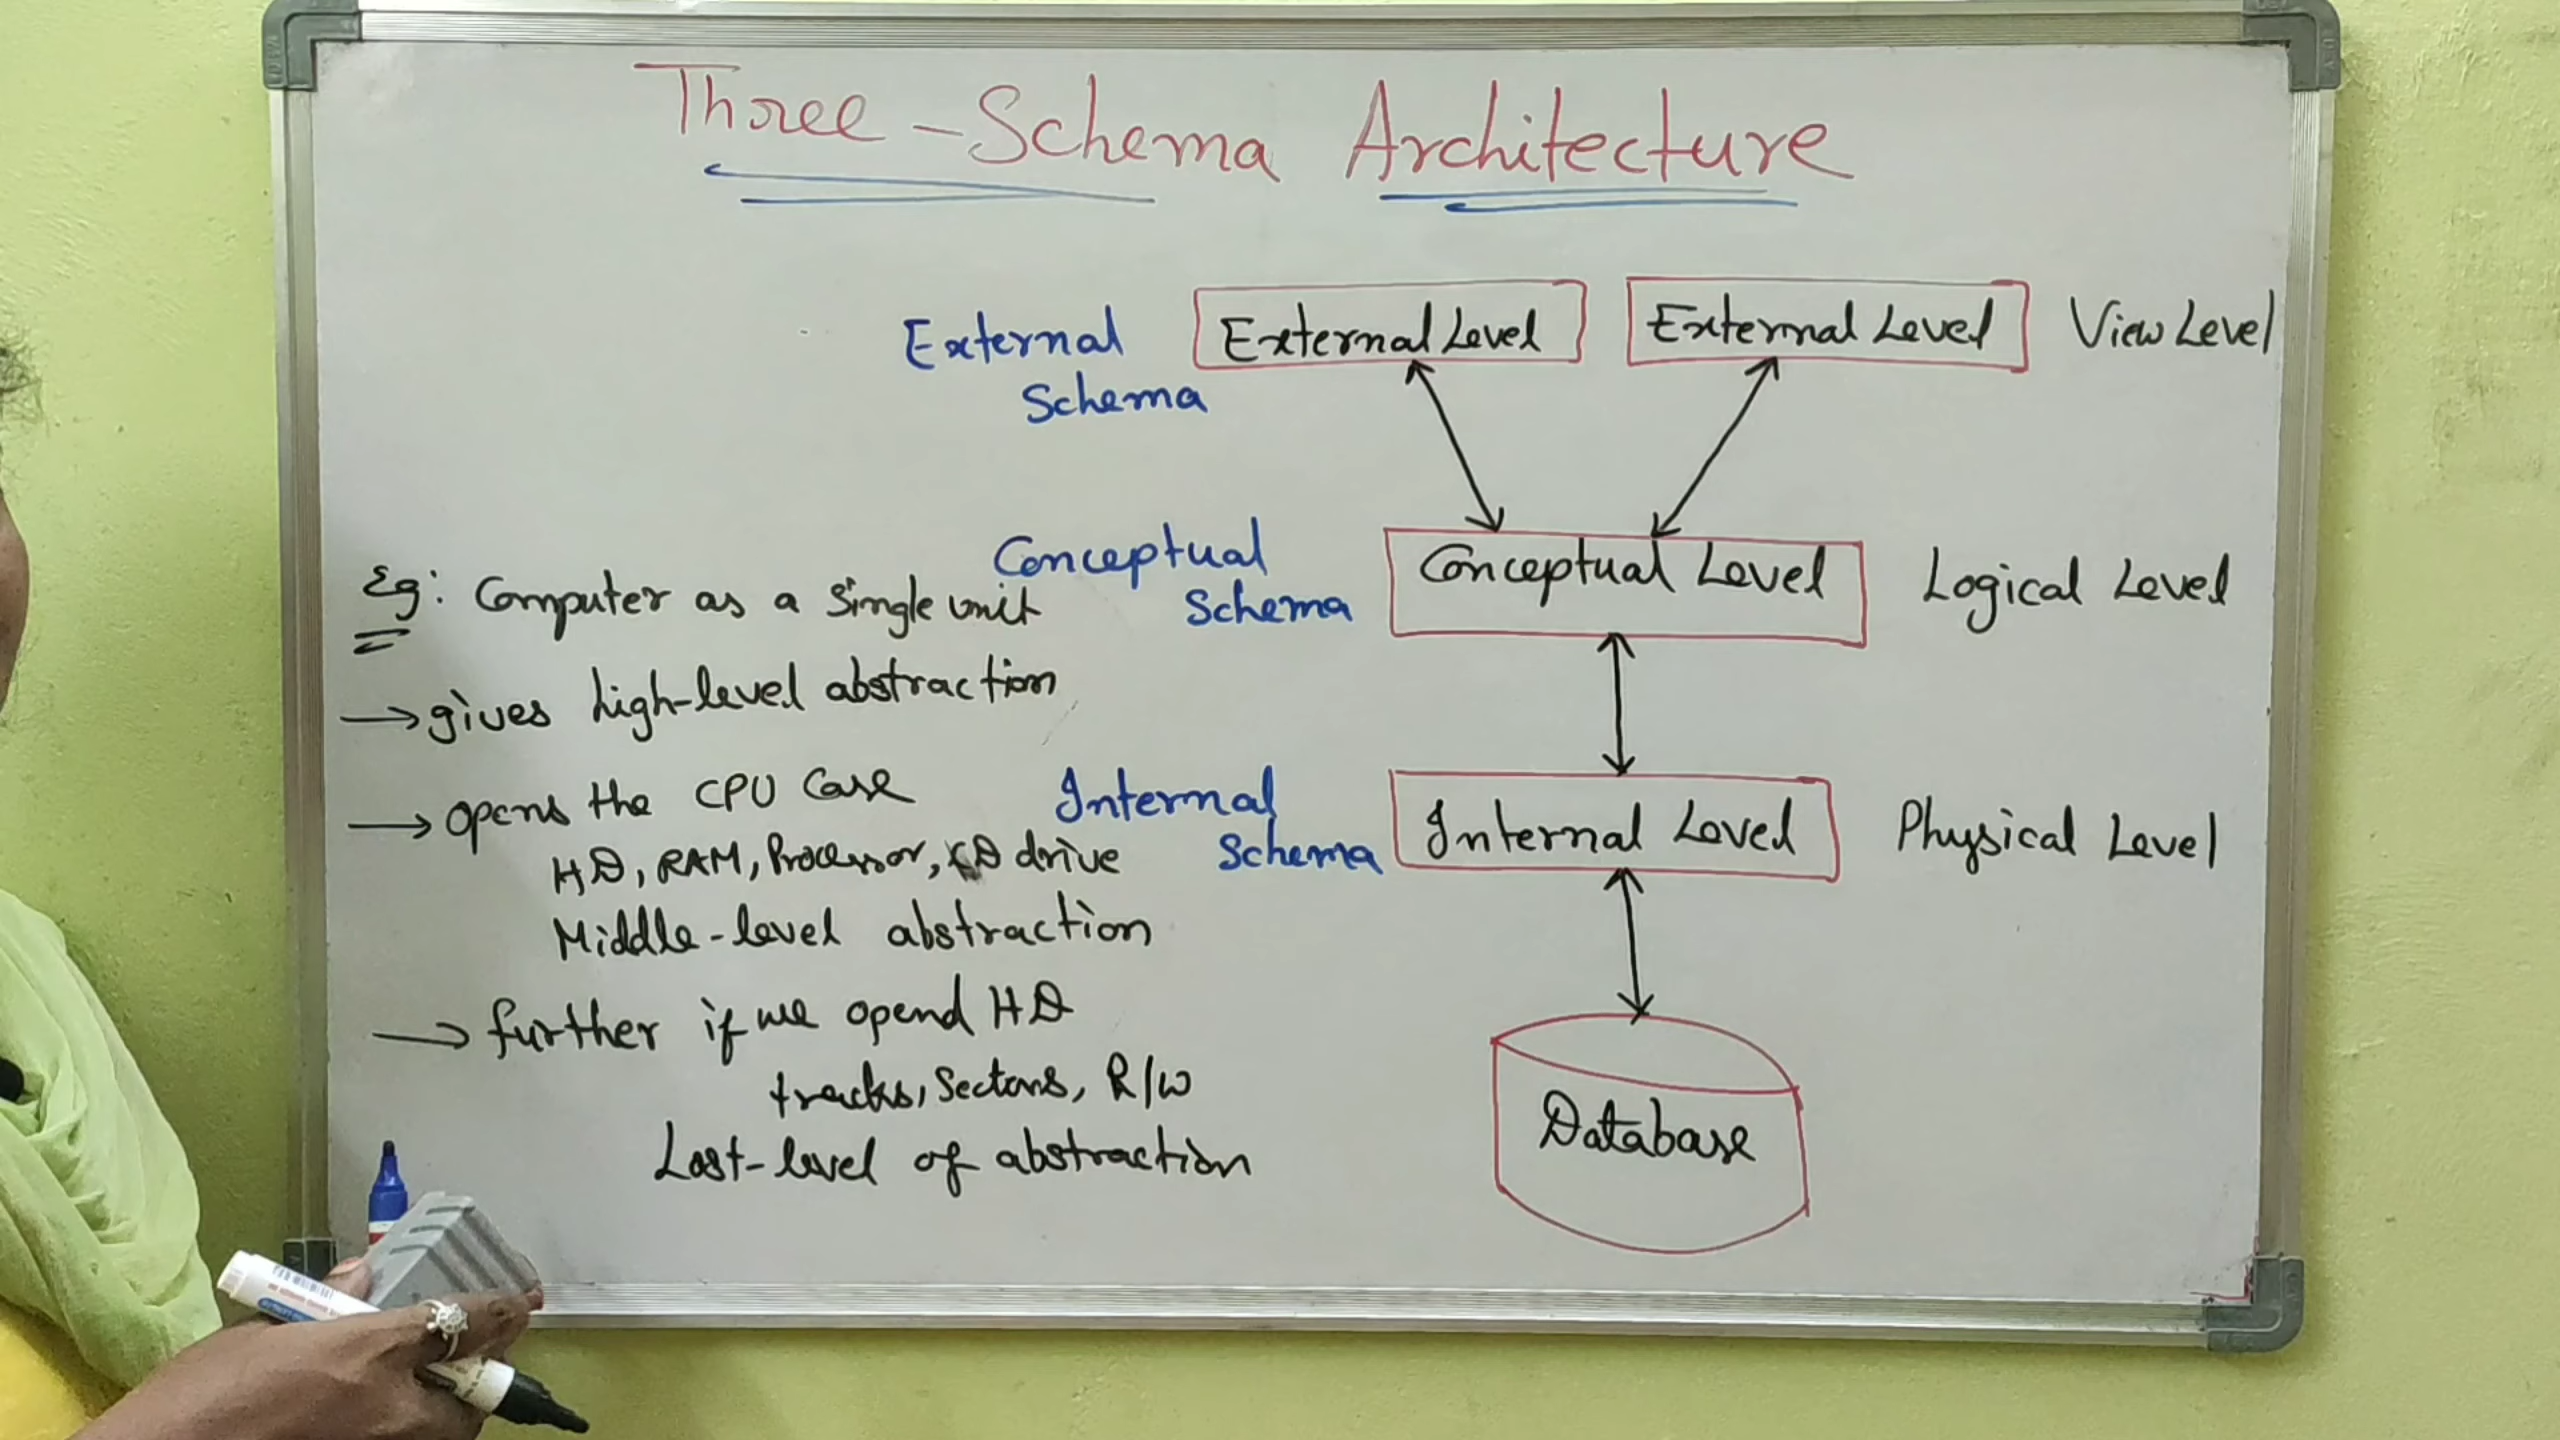 Three-Schema Architecture
External Schema
External Level
External Level
View Level
Conceptual Schema
Conceptual Level
Logical Level
Internal Schema
Internal Level
Physical Level
Database
Eg: Computer as a single unit
→ gives high-level abstraction
→ opens the CPU Case
HD, RAM, Processor, CD drive
Middle-level abstraction
→ further if we opend HD
tracks, Sectors, R/W
Last-level of abstraction